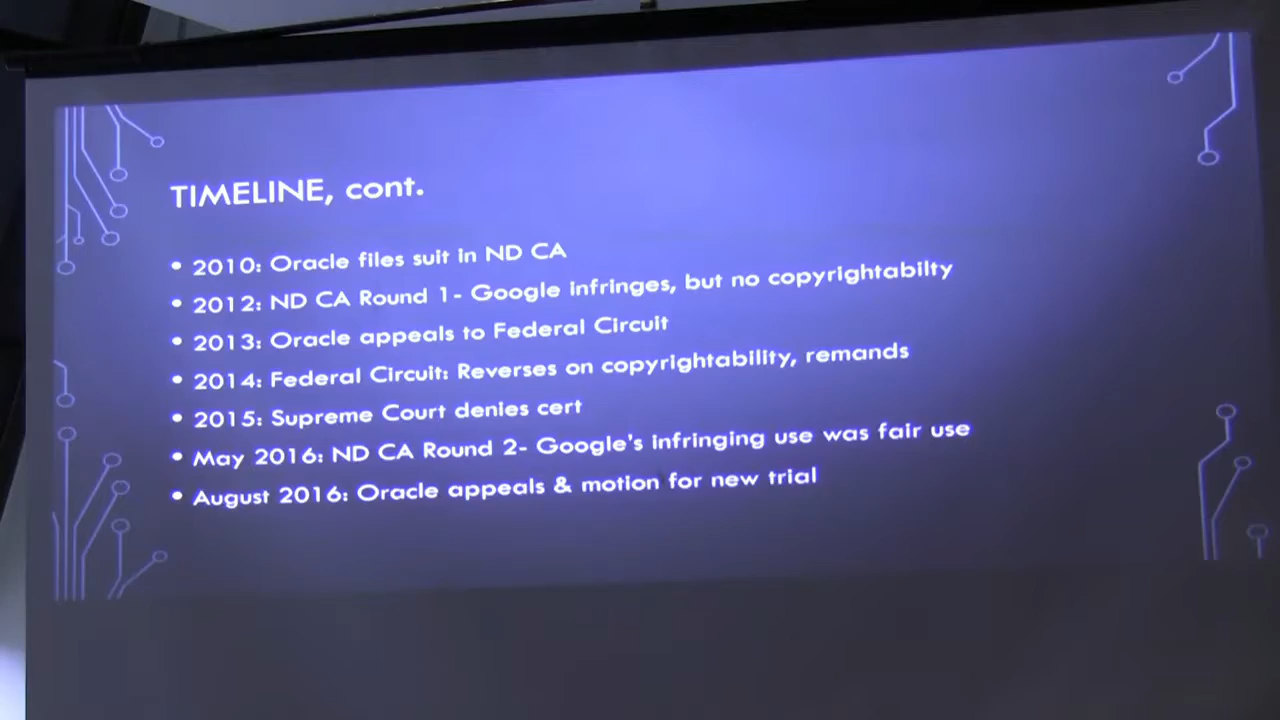 TIMELINE, cont.
• 2010: Oracle files suit in ND CA
• 2012: ND CA Round 1- Google infringes, but no copyrightabilty
• 2013: Oracle appeals to Federal Circuit
• 2014: Federal Circuit: Reverses on copyrightability, remands
• 2015: Supreme Court denies cert
• May 2016: ND CA Round 2- Google's infringing use was fair use
• August 2016: Oracle appeals & motion for new trial